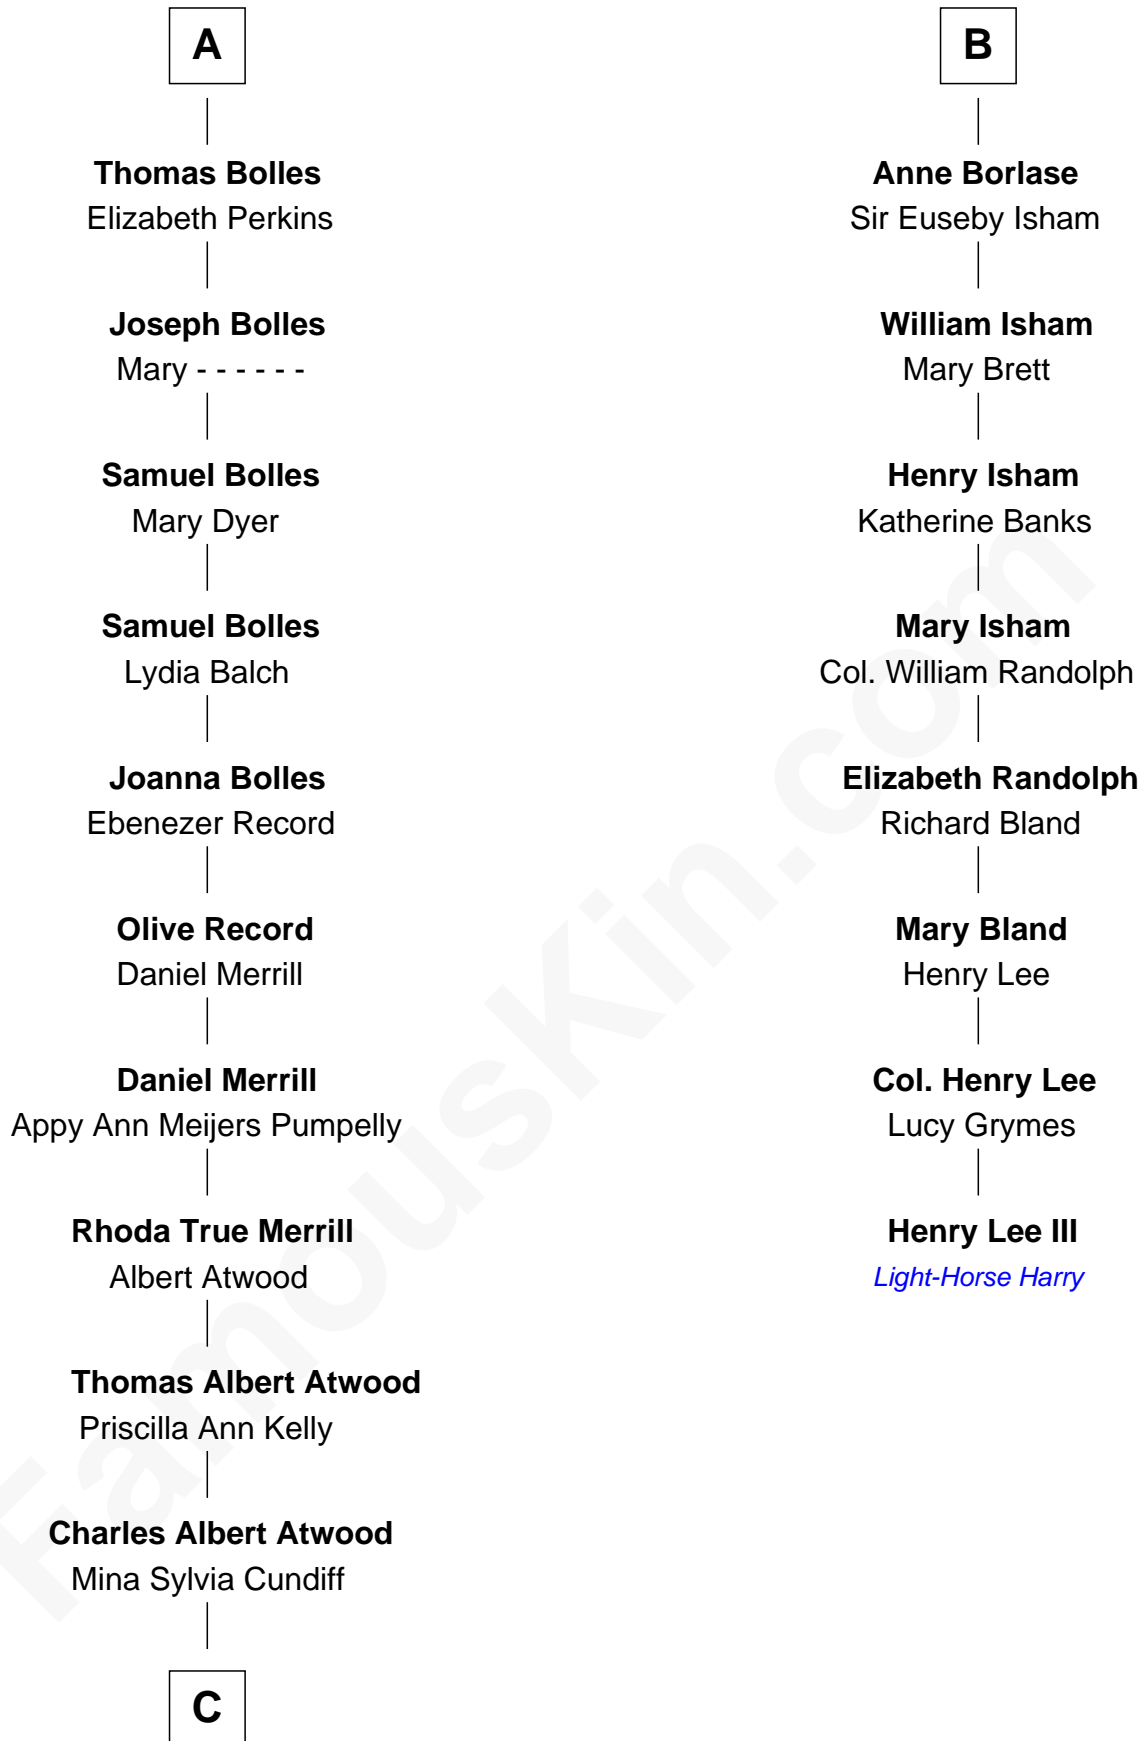 A
Thomas Bolles
Elizabeth Perkins
Joseph Bolles
Mary - - - - - -
Samuel Bolles
Mary Dyer
Samuel Bolles
Lydia Balch
Joanna Bolles
Ebenezer Record
Olive Record
Daniel Merrill
Daniel Merrill
Appy Ann Meijers Pumpelly
Rhoda True Merrill
Albert Atwood
Thomas Albert Atwood
Priscilla Ann Kelly
Charles Albert Atwood
Mina Sylvia Cundiff
C
B
Anne Borlase
Sir Euseby Isham
William Isham
Mary Brett
Henry Isham
Katherine Banks
Mary Isham
Col. William Randolph
Elizabeth Randolph
Richard Bland
Mary Bland
Henry Lee
Col. Henry Lee
Lucy Grymes
Henry Lee III
Light-Horse Harry
FamousKin.com